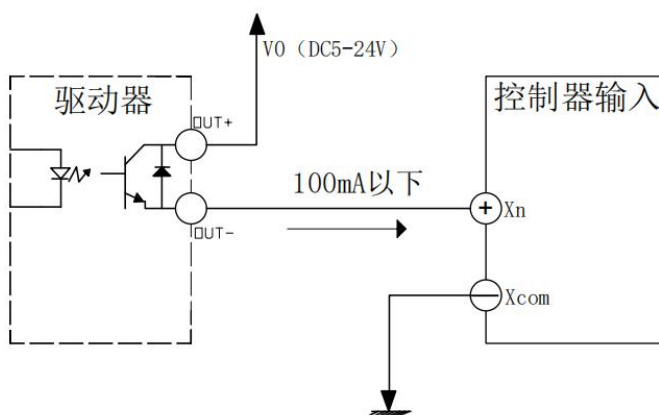 VO（DC5-24V）
驱动器
控制器输入
OUT+
100mA以下
+
Xn
OUT-
Xcom